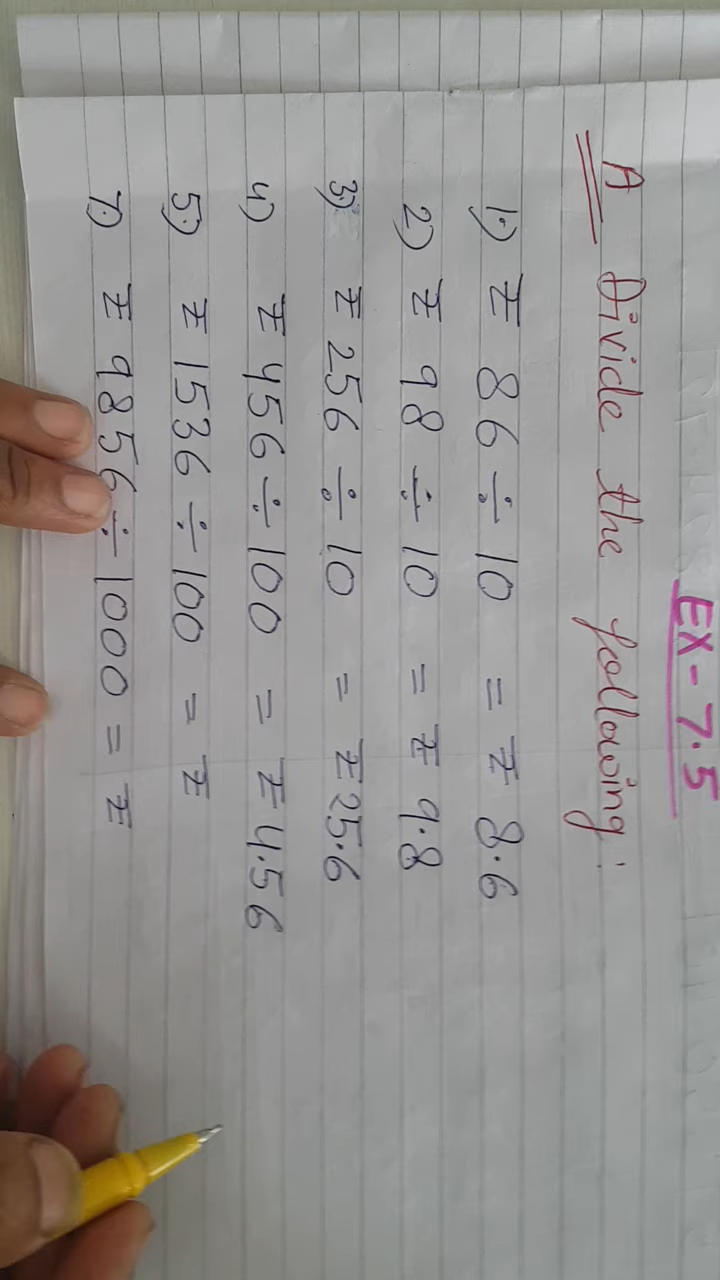 EX-7.5
A Divide the following:
1.) ₹ 86 ÷ 10 = ₹ 8.6
2.) ₹ 98 ÷ 10 = ₹ 9.8
3.) ₹ 256 ÷ 10 = ₹ 25.6
4.) ₹ 456 ÷ 100 = ₹ 4.56
5.) ₹ 1536 ÷ 100 = ₹
7.) ₹ 9856 ÷ 1000 = ₹